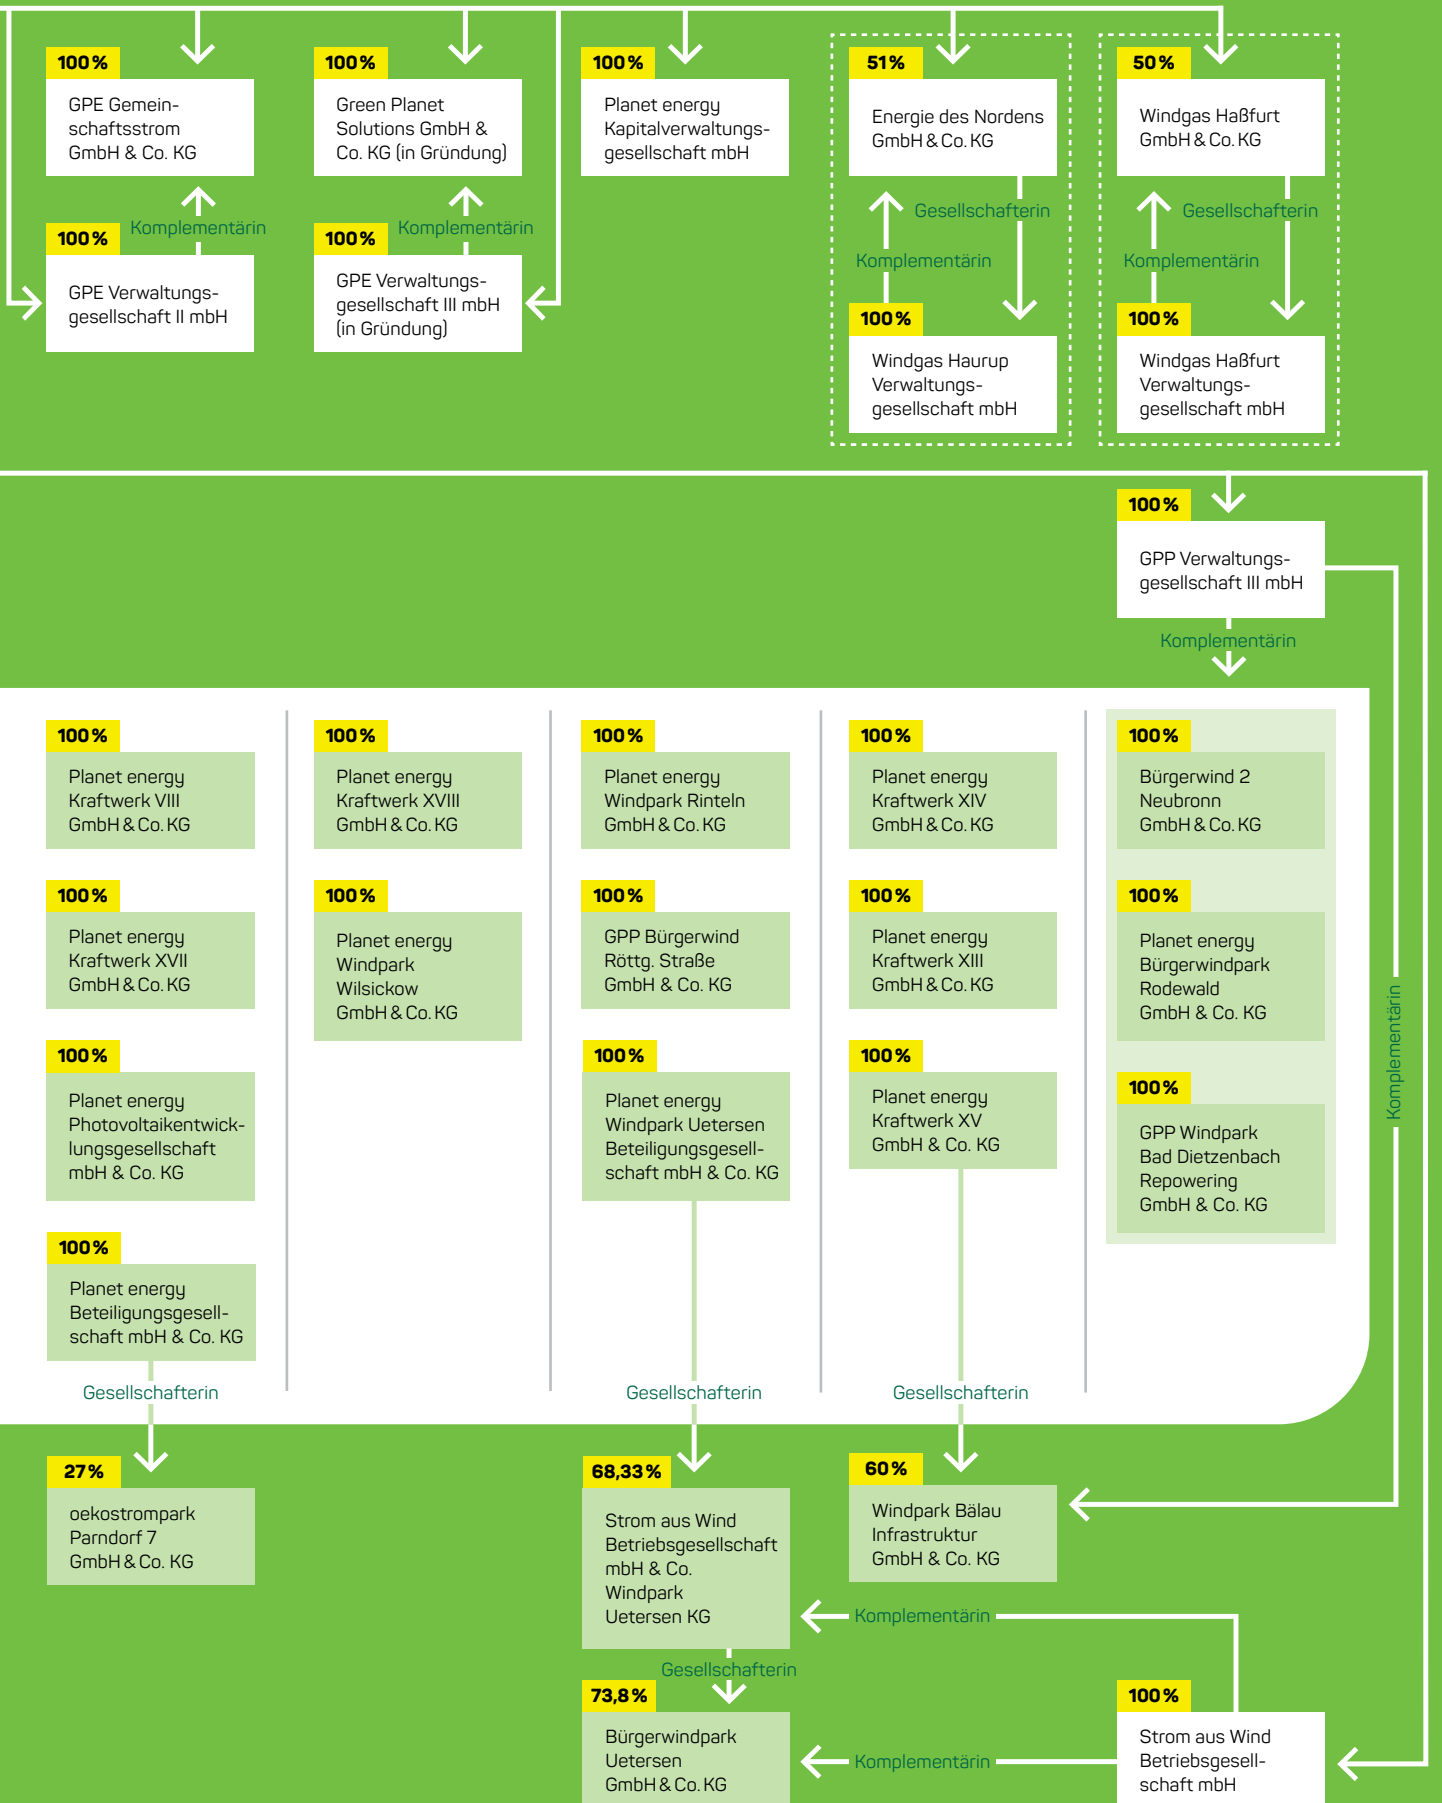 100 %
GPE Gemein-
schaftsstrom
GmbH & Co. KG
100 %
Green Planet
Solutions GmbH &
Co. KG (in Gründung)
100 %
Planet energy
Kapitalverwaltungs-
gesellschaft mbH
51 %
Energie des Nordens
GmbH & Co. KG
50 %
Windgas Haßfurt
GmbH & Co. KG
Komplementärin
Komplementärin
Gesellschafterin
Gesellschafterin
Komplementärin
Komplementärin
100 %
GPE Verwaltungs-
gesellschaft II mbH
100 %
GPE Verwaltungs-
gesellschaft III mbH
(in Gründung)
100 %
Windgas Haurup
Verwaltungs-
gesellschaft mbH
100 %
Windgas Haßfurt
Verwaltungs-
gesellschaft mbH
100 %
GPP Verwaltungs-
gesellschaft III mbH
Komplementärin
Komplementärin
100 %
Planet energy
Kraftwerk VIII
GmbH & Co. KG
100 %
Planet energy
Kraftwerk XVII
GmbH & Co. KG
100 %
Planet energy
Photovoltaikentwick-
lungsgesellschaft
mbH & Co. KG
100 %
Planet energy
Beteiligungsgesell-
schaft mbH & Co. KG
Gesellschafterin
100 %
Planet energy
Kraftwerk XVIII
GmbH & Co. KG
100 %
Planet energy
Windpark
Wilsickow
GmbH & Co. KG
100 %
Planet energy
Windpark Rinteln
GmbH & Co. KG
100 %
GPP Bürgerwind
Röttg. Straße
GmbH & Co. KG
100 %
Planet energy
Windpark Uetersen
Beteiligungsgesell-
schaft mbH & Co. KG
Gesellschafterin
100 %
Planet energy
Kraftwerk XIV
GmbH & Co. KG
100 %
Planet energy
Kraftwerk XIII
GmbH & Co. KG
100 %
Planet energy
Kraftwerk XV
GmbH & Co. KG
Gesellschafterin
100 %
Bürgerwind 2
Neubronn
GmbH & Co. KG
100 %
Planet energy
Bürgerwindpark
Rodewald
GmbH & Co. KG
100 %
GPP Windpark
Bad Dietzenbach
Repowering
GmbH & Co. KG
27 %
oekostrompark
Parndorf 7
GmbH & Co. KG
68,33 %
Strom aus Wind
Betriebsgesellschaft
mbH & Co.
Windpark
Uetersen KG
60 %
Windpark Bälau
Infrastruktur
GmbH & Co. KG
Komplementärin
Gesellschafterin
73,8 %
Bürgerwindpark
Uetersen
GmbH & Co. KG
Komplementärin
100 %
Strom aus Wind
Betriebsgesell-
schaft mbH